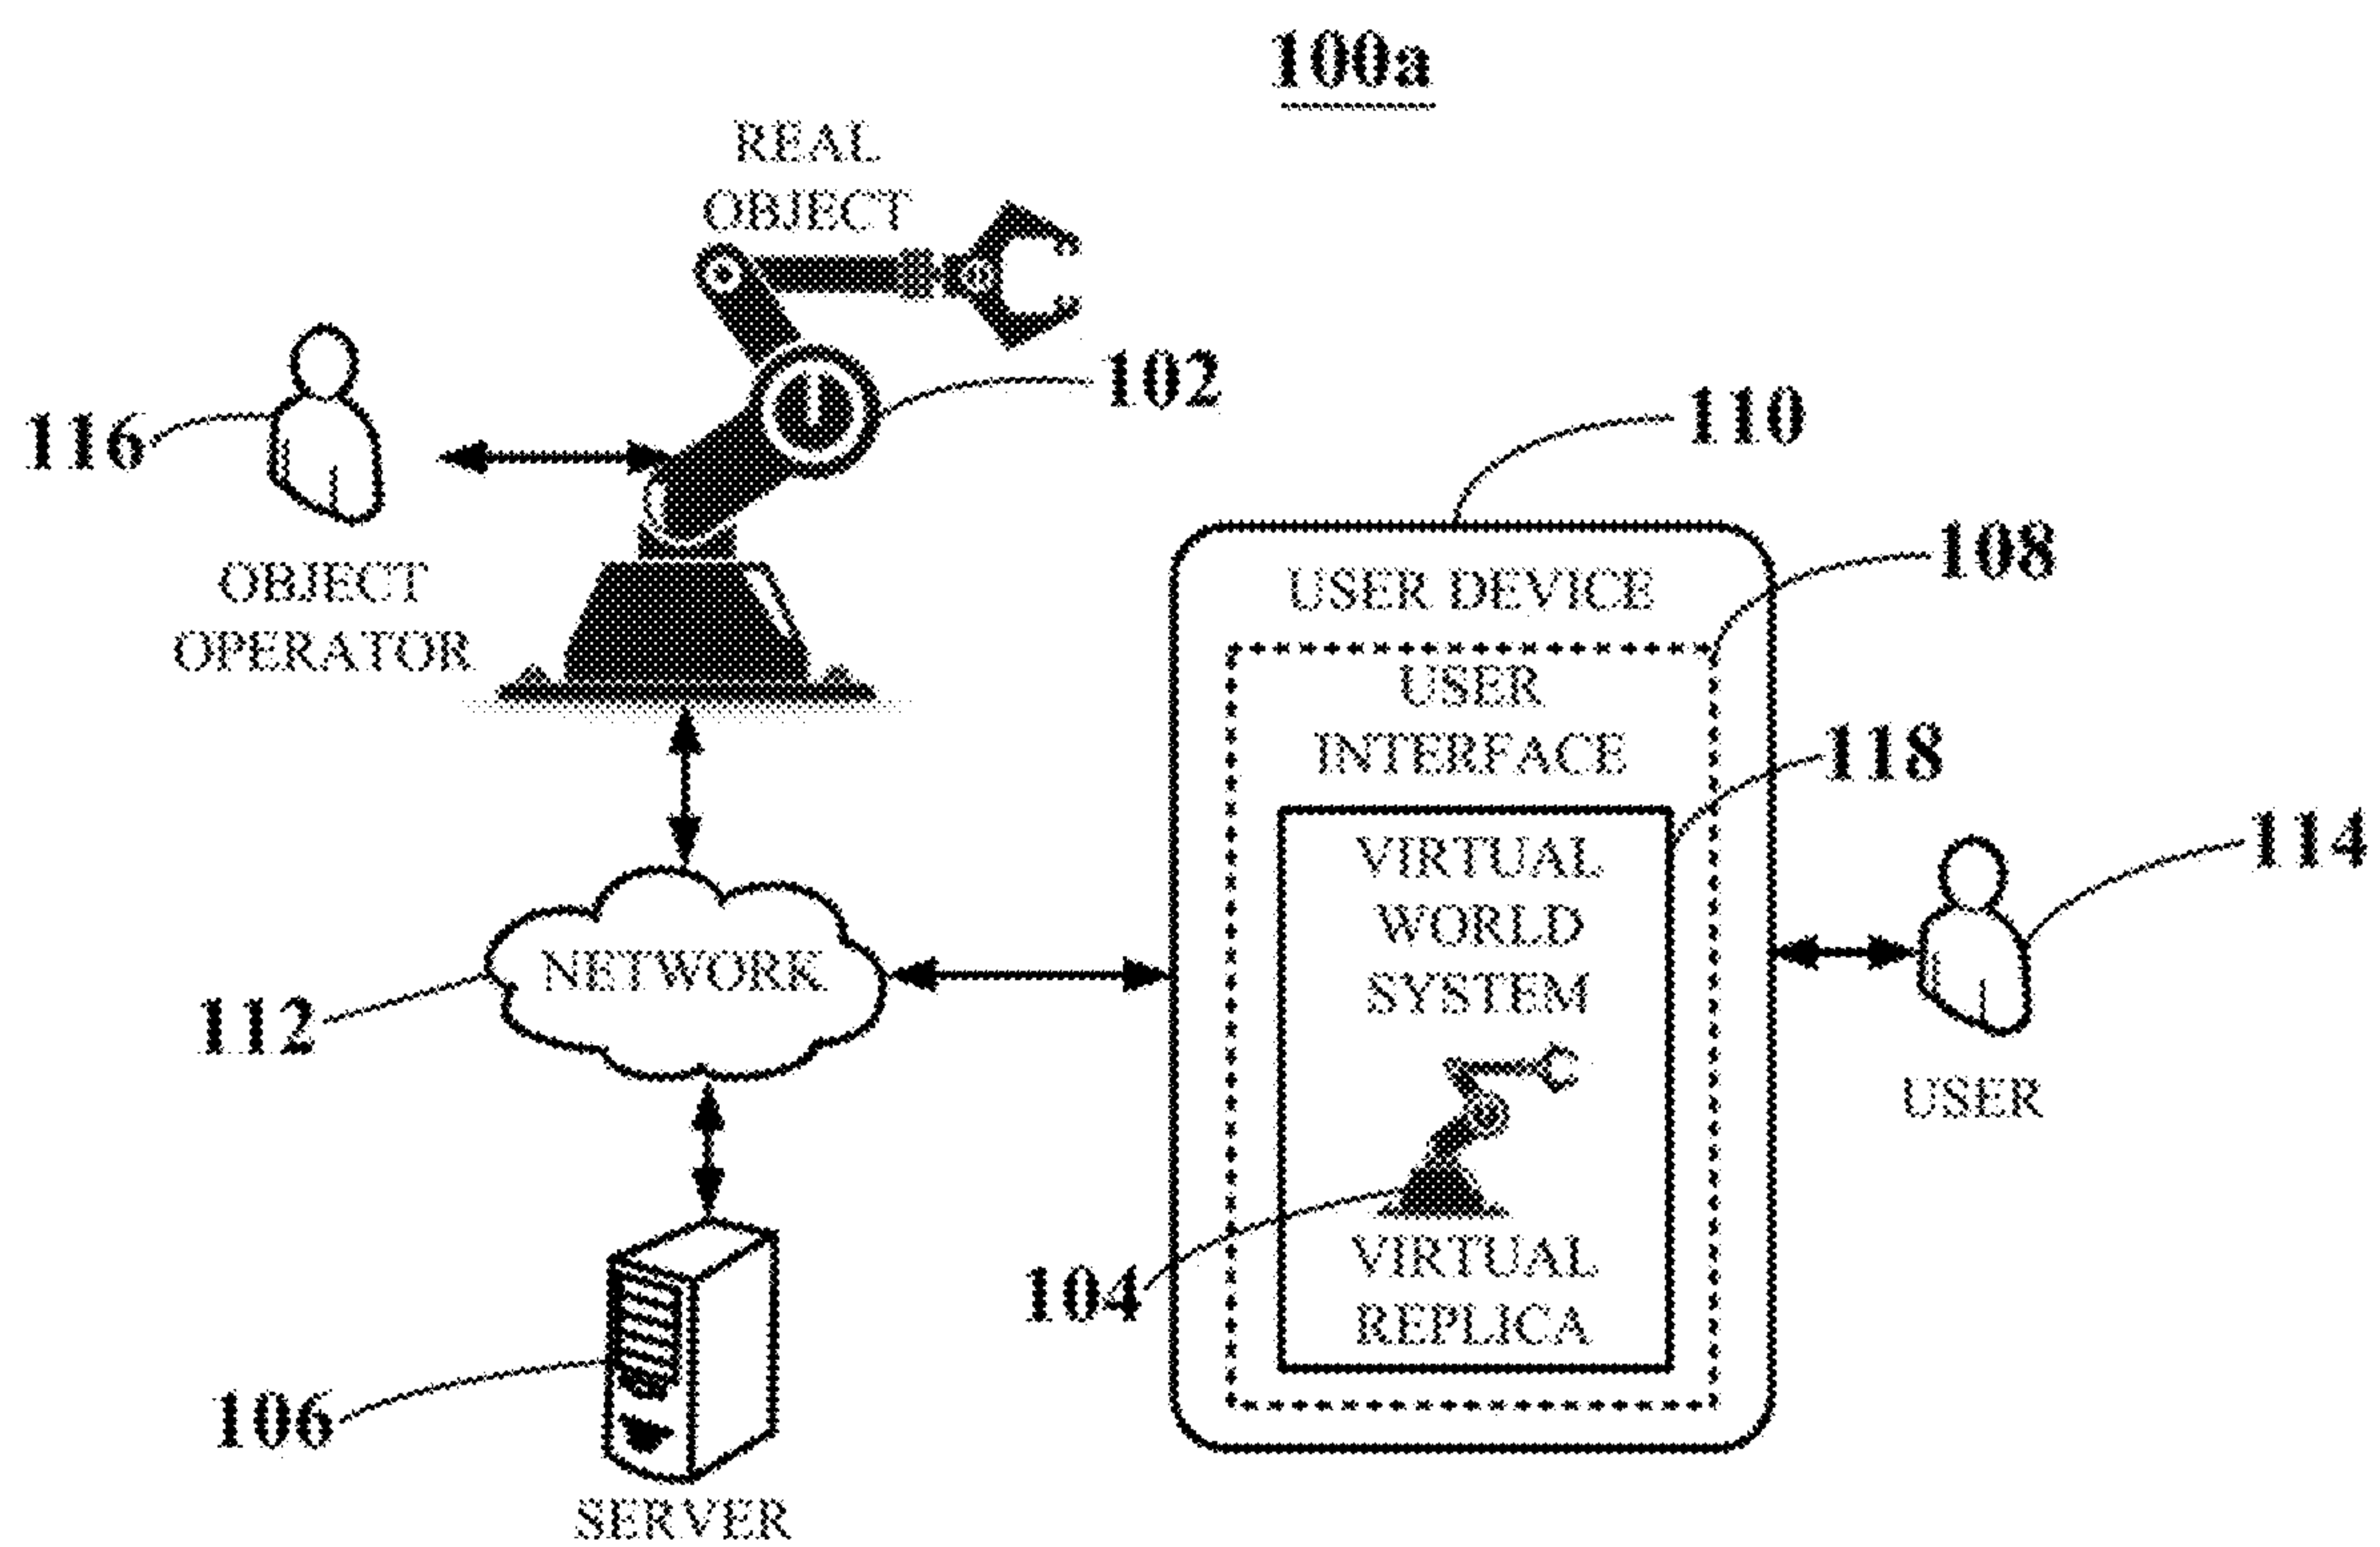 100a
REAL
OBJECT
102
116
110
108
OBJECT
OPERATOR
USER DEVICE
USER
INTERFACE
118
114
VIRTUAL
WORLD
SYSTEM
NETWORK
112
USER
104
VIRTUAL
REPLICA
106
SERVER